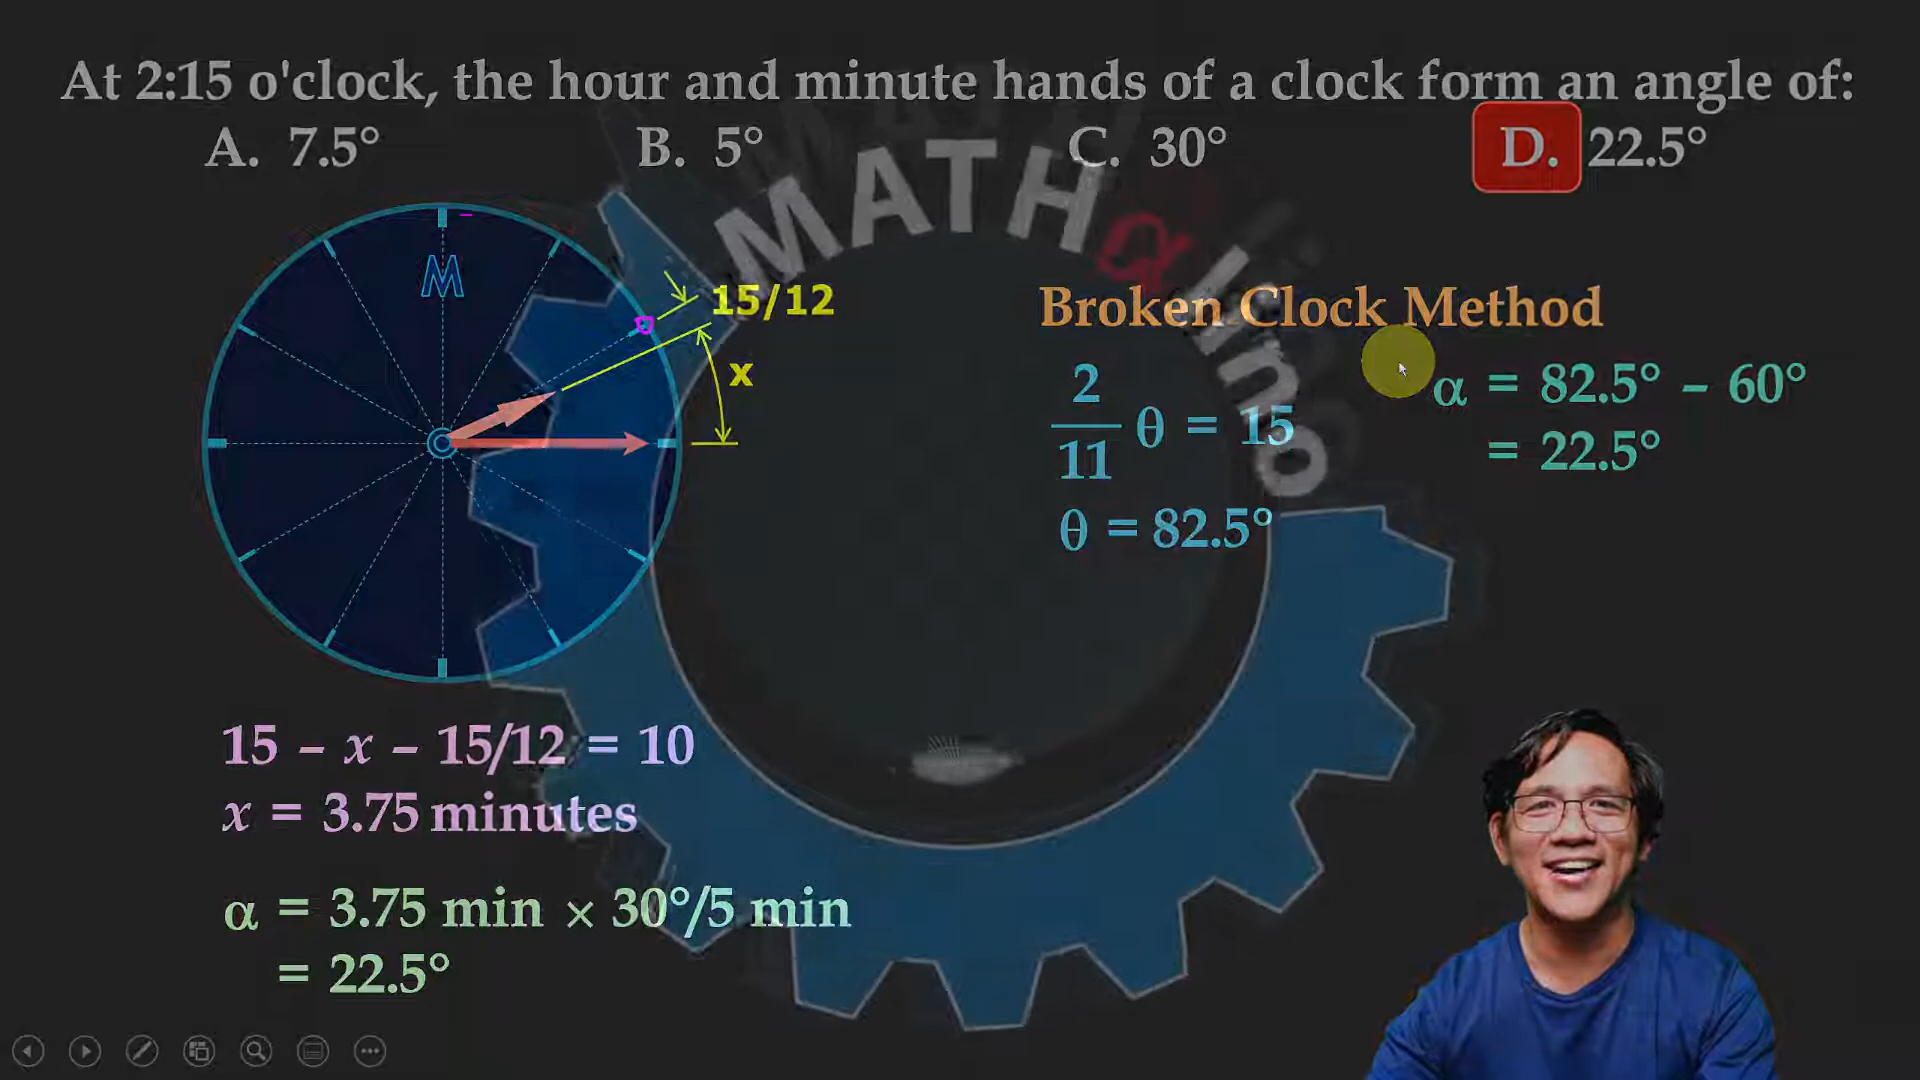 At 2:15 o'clock, the hour and minute hands of a clock form an angle of:
A. 7.5° B. 5° C. 30° D. 22.5°
MATHalino
M
15/12
x
15 – x – 15/12 = 10
x = 3.75 minutes
α = 3.75 min × 30°/5 min
= 22.5°
Broken Clock Method
2/11 θ = 15
θ = 82.5°
α = 82.5° – 60°
= 22.5°